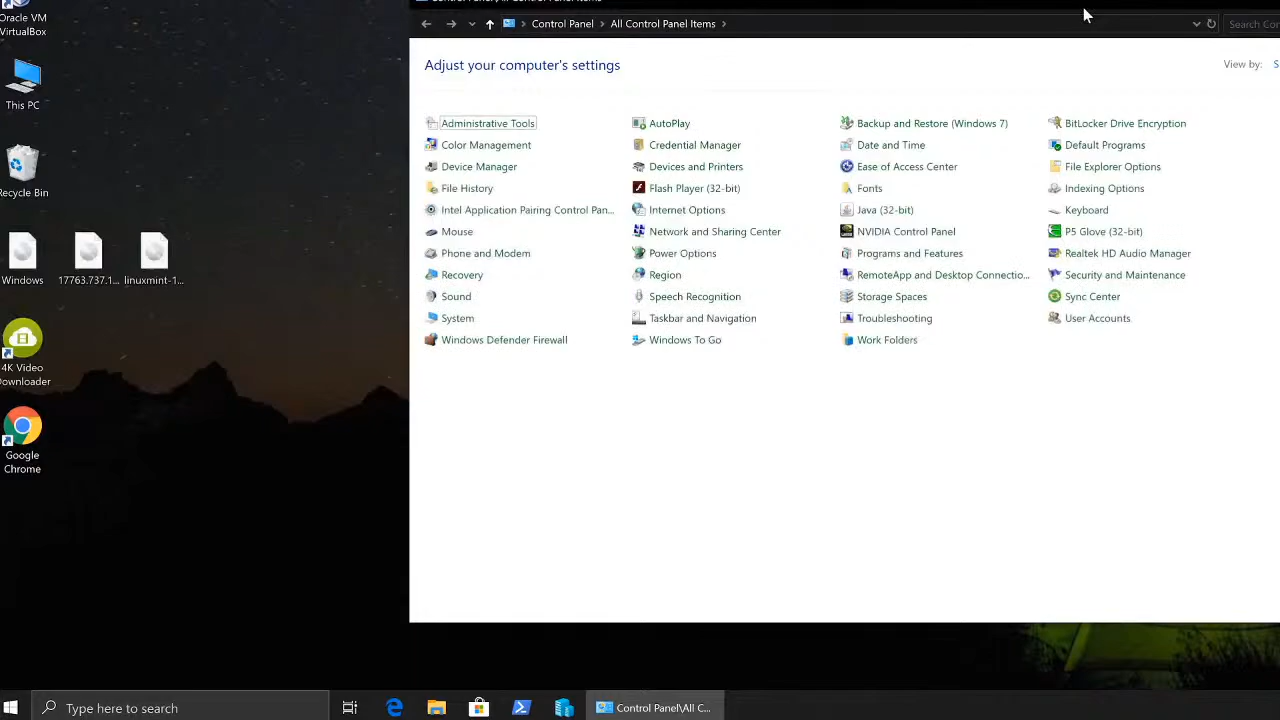 Oracle VM
VirtualBox
This PC
Recycle Bin
Windows
17763.737.1...
linuxmint-1...
4K Video
Downloader
Google
Chrome
Control Panel
All Control Panel Items
Search Co
Adjust your computer's settings
View by:
Administrative Tools
AutoPlay
Backup and Restore (Windows 7)
BitLocker Drive Encryption
Color Management
Credential Manager
Date and Time
Default Programs
Device Manager
Devices and Printers
Ease of Access Center
File Explorer Options
File History
Flash Player (32-bit)
Fonts
Indexing Options
Intel Application Pairing Control Pan...
Internet Options
Java (32-bit)
Keyboard
Mouse
Network and Sharing Center
NVIDIA Control Panel
P5 Glove (32-bit)
Phone and Modem
Power Options
Programs and Features
Realtek HD Audio Manager
Recovery
Region
RemoteApp and Desktop Connectio...
Security and Maintenance
Sound
Speech Recognition
Storage Spaces
Sync Center
System
Taskbar and Navigation
Troubleshooting
User Accounts
Windows Defender Firewall
Windows To Go
Work Folders
Type here to search
Control Panel\All C...